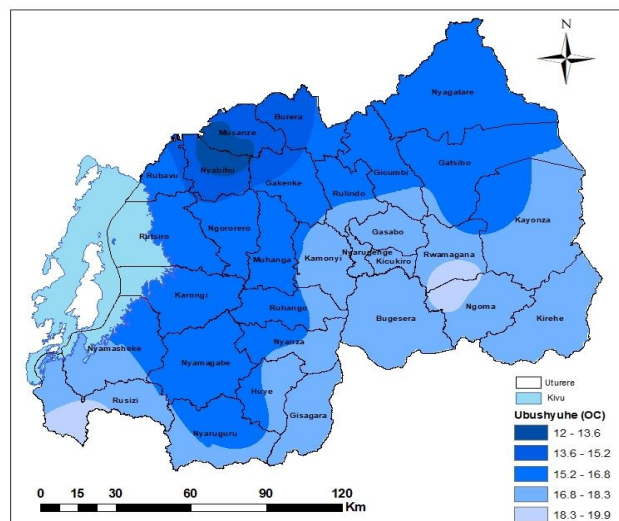 N
Nyagatare
Burera
Musanze
Nyabihu
Rubavu
Gakenke
Rulindo
Gicumbi
Gatsibo
Kayonza
Rutsiro
Ngororero
Gasabo
Muhanga
Kamonyi
Nyarugenge
Kicukiro
Rwamagana
Karongi
Ruhango
Bugesera
Ngoma
Kirehe
Nyamasheke
Nyanza
Nyamagabe
Huye
Rusizi
Gisagara
Nyaruguru
Uturere
Kivu
Ubushyuhe (OC)
12 - 13.6
13.6 - 15.2
15.2 - 16.8
16.8 - 18.3
18.3 - 19.9
0 15 30 60 90 120
Km